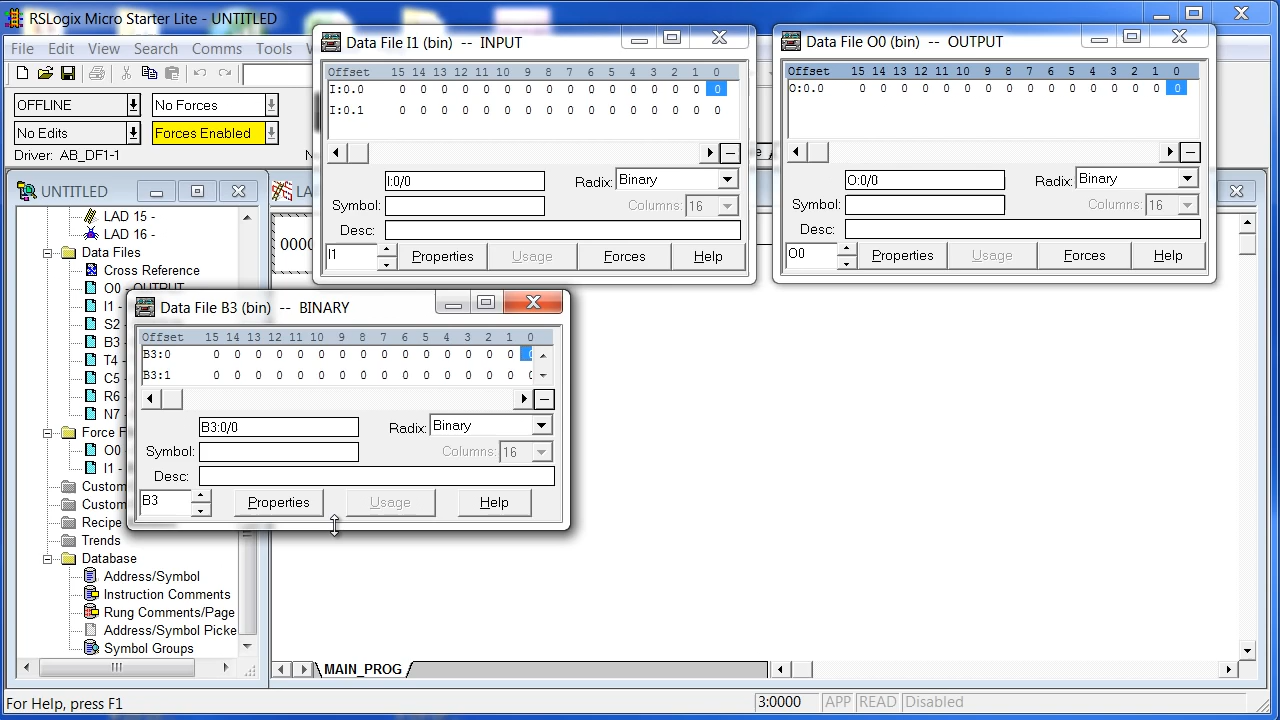 RSLogix Micro Starter Lite - UNTITLED
File Edit View Search Comms Tools
OFFLINE No Forces
No Edits Forces Enabled
Driver: AB_DF1-1
Data File I1 (bin) -- INPUT
Offset 15 14 13 12 11 10 9 8 7 6 5 4 3 2 1 0
I:0.0 0 0 0 0 0 0 0 0 0 0 0 0 0 0 0 0
I:0.1 0 0 0 0 0 0 0 0 0 0 0 0 0 0 0 0
I:0/0 Radix: Binary
Symbol: Columns: 16
Desc:
I1 Properties Usage Forces Help
Data File O0 (bin) -- OUTPUT
Offset 15 14 13 12 11 10 9 8 7 6 5 4 3 2 1 0
O:0.0 0 0 0 0 0 0 0 0 0 0 0 0 0 0 0 0
O:0/0 Radix: Binary
Symbol: Columns: 16
Desc:
O0 Properties Usage Forces Help
UNTITLED
LAD 15 -
LAD 16 -
Data Files
Cross Reference
O0 - OUTPUT
I1 -
S2 -
B3 -
T4 -
C5 -
R6 -
N7 -
Force F
O0 -
I1 -
Custom
Custom
Recipe
Trends
Database
Address/Symbol
Instruction Comments
Rung Comments/Page
Address/Symbol Picke
Symbol Groups
LA
0000
Data File B3 (bin) -- BINARY
Offset 15 14 13 12 11 10 9 8 7 6 5 4 3 2 1 0
B3:0 0 0 0 0 0 0 0 0 0 0 0 0 0 0 0 0
B3:1 0 0 0 0 0 0 0 0 0 0 0 0 0 0 0 0
B3:0/0 Radix: Binary
Symbol: Columns: 16
Desc:
B3 Properties Usage Help
MAIN_PROG
For Help, press F1
3:0000 APP READ Disabled